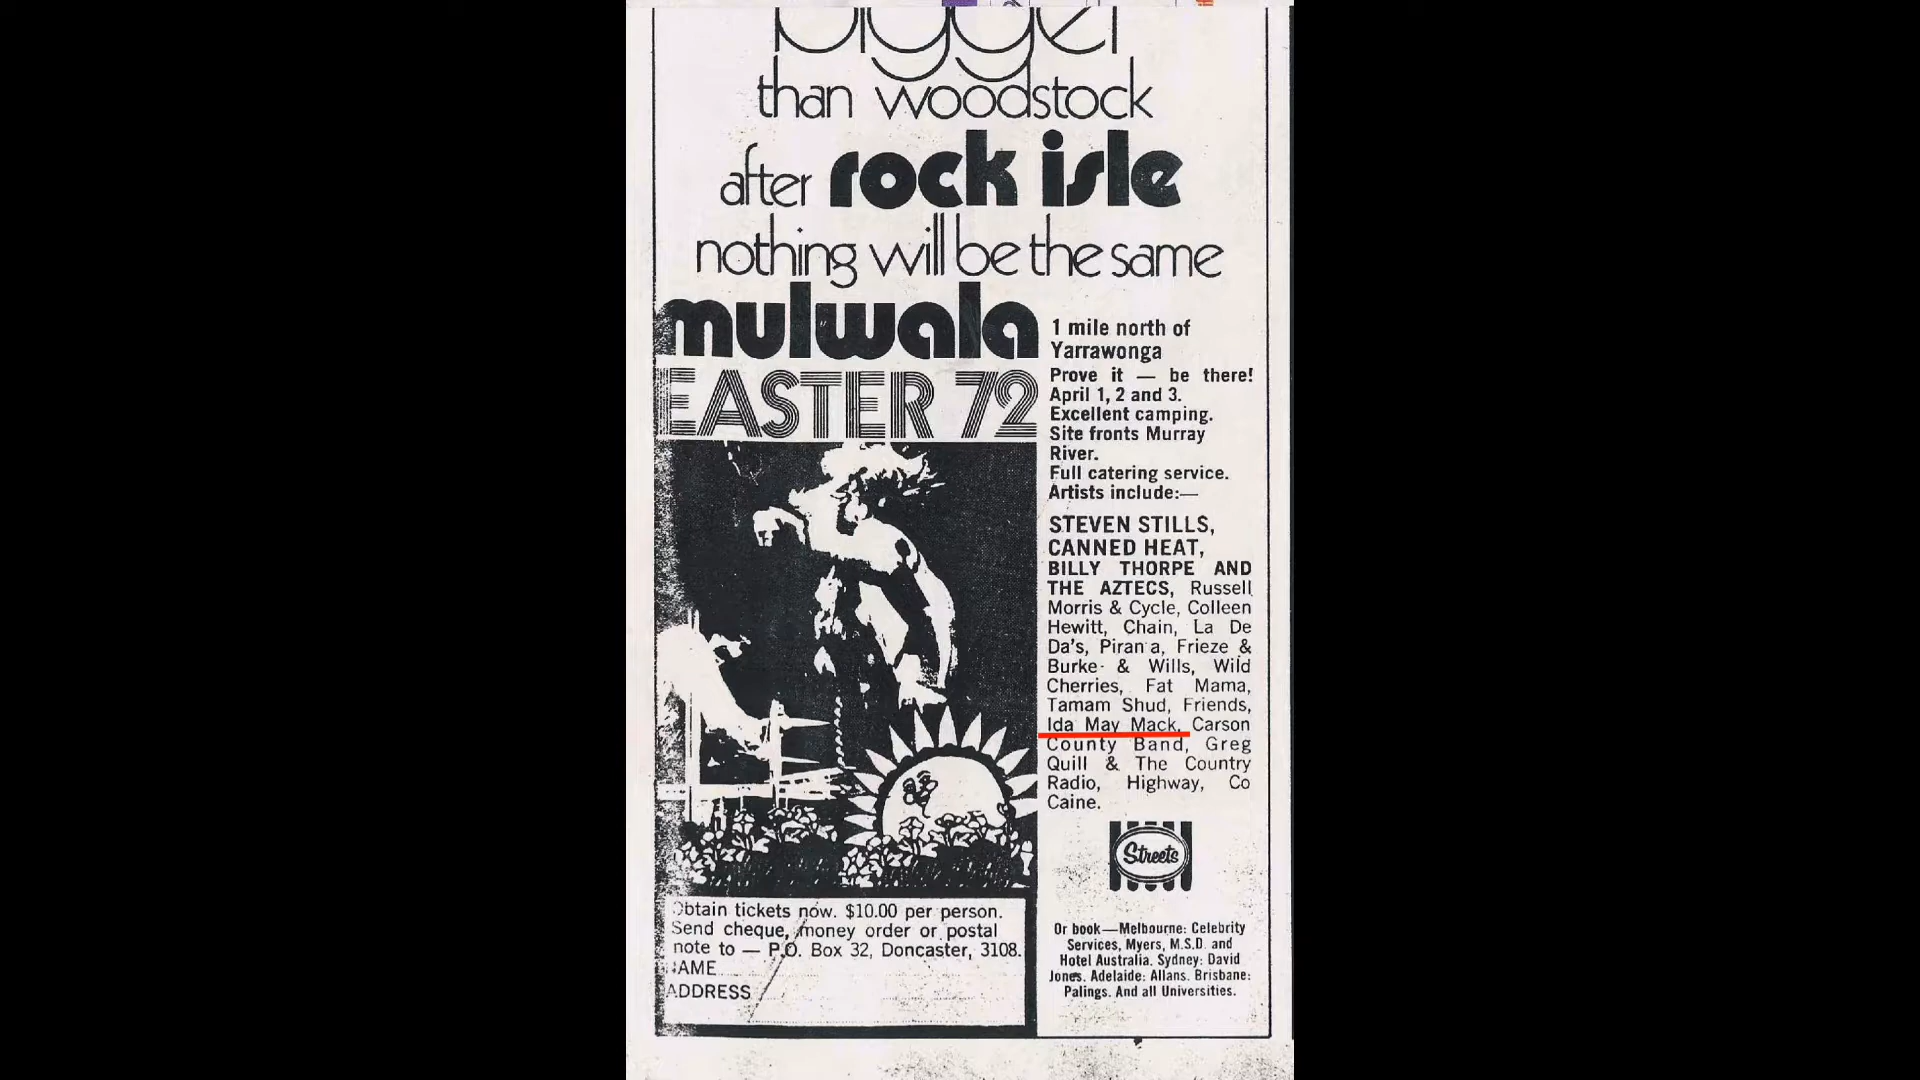 bigger
than woodstock
after rock isle
nothing will be the same
mulwala
EASTER 72
1 mile north of
Yarrawonga
Prove it — be there!
April 1, 2 and 3.
Excellent camping.
Site fronts Murray
River.
Full catering service.
Artists include:—
STEVEN STILLS,
CANNED HEAT,
BILLY THORPE AND
THE AZTECS, Russell
Morris & Cycle, Colleen
Hewitt, Chain, La De
Da's, Piran a, Frieze &
Burke & Wills, Wild
Cherries, Fat Mama,
Tamam Shud, Friends,
Ida May Mack, Carson
County Band, Greg
Quill & The Country
Radio, Highway, Co
Caine.
Streets
Obtain tickets now. $10.00 per person.
Send cheque, money order or postal
note to — P.O. Box 32, Doncaster, 3108.
NAME
ADDRESS
Or book—Melbourne: Celebrity
Services, Myers, M.S.D. and
Hotel Australia. Sydney: David
Jones. Adelaide: Allans. Brisbane:
Palings. And all Universities.